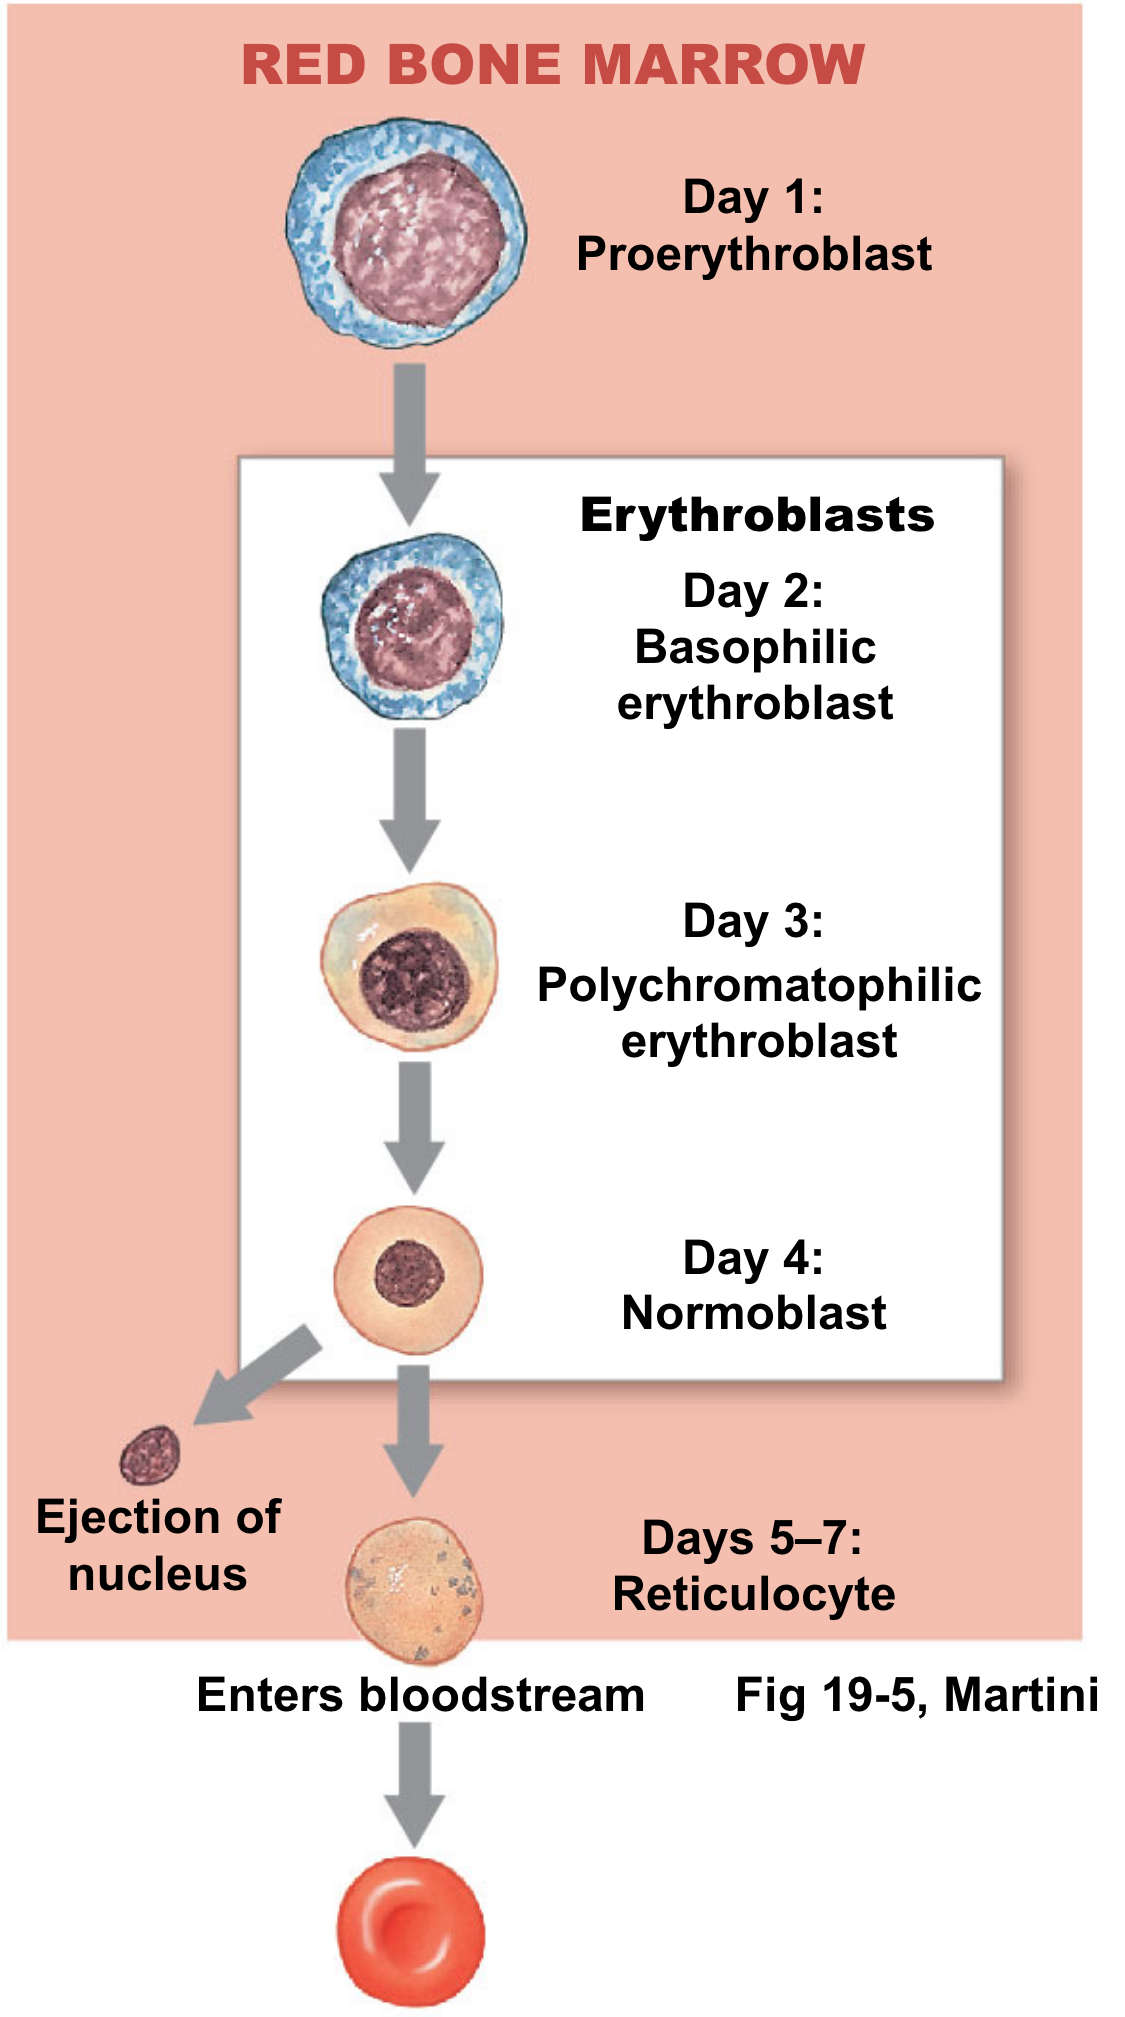 RED BONE MARROW
Day 1:
Proerythroblast
Erythroblasts
Day 2:
Basophilic
erythroblast
Day 3:
Polychromatophilic
erythroblast
Day 4:
Normoblast
Ejection of
nucleus
Days 5–7:
Reticulocyte
Enters bloodstream
Fig 19-5, Martini